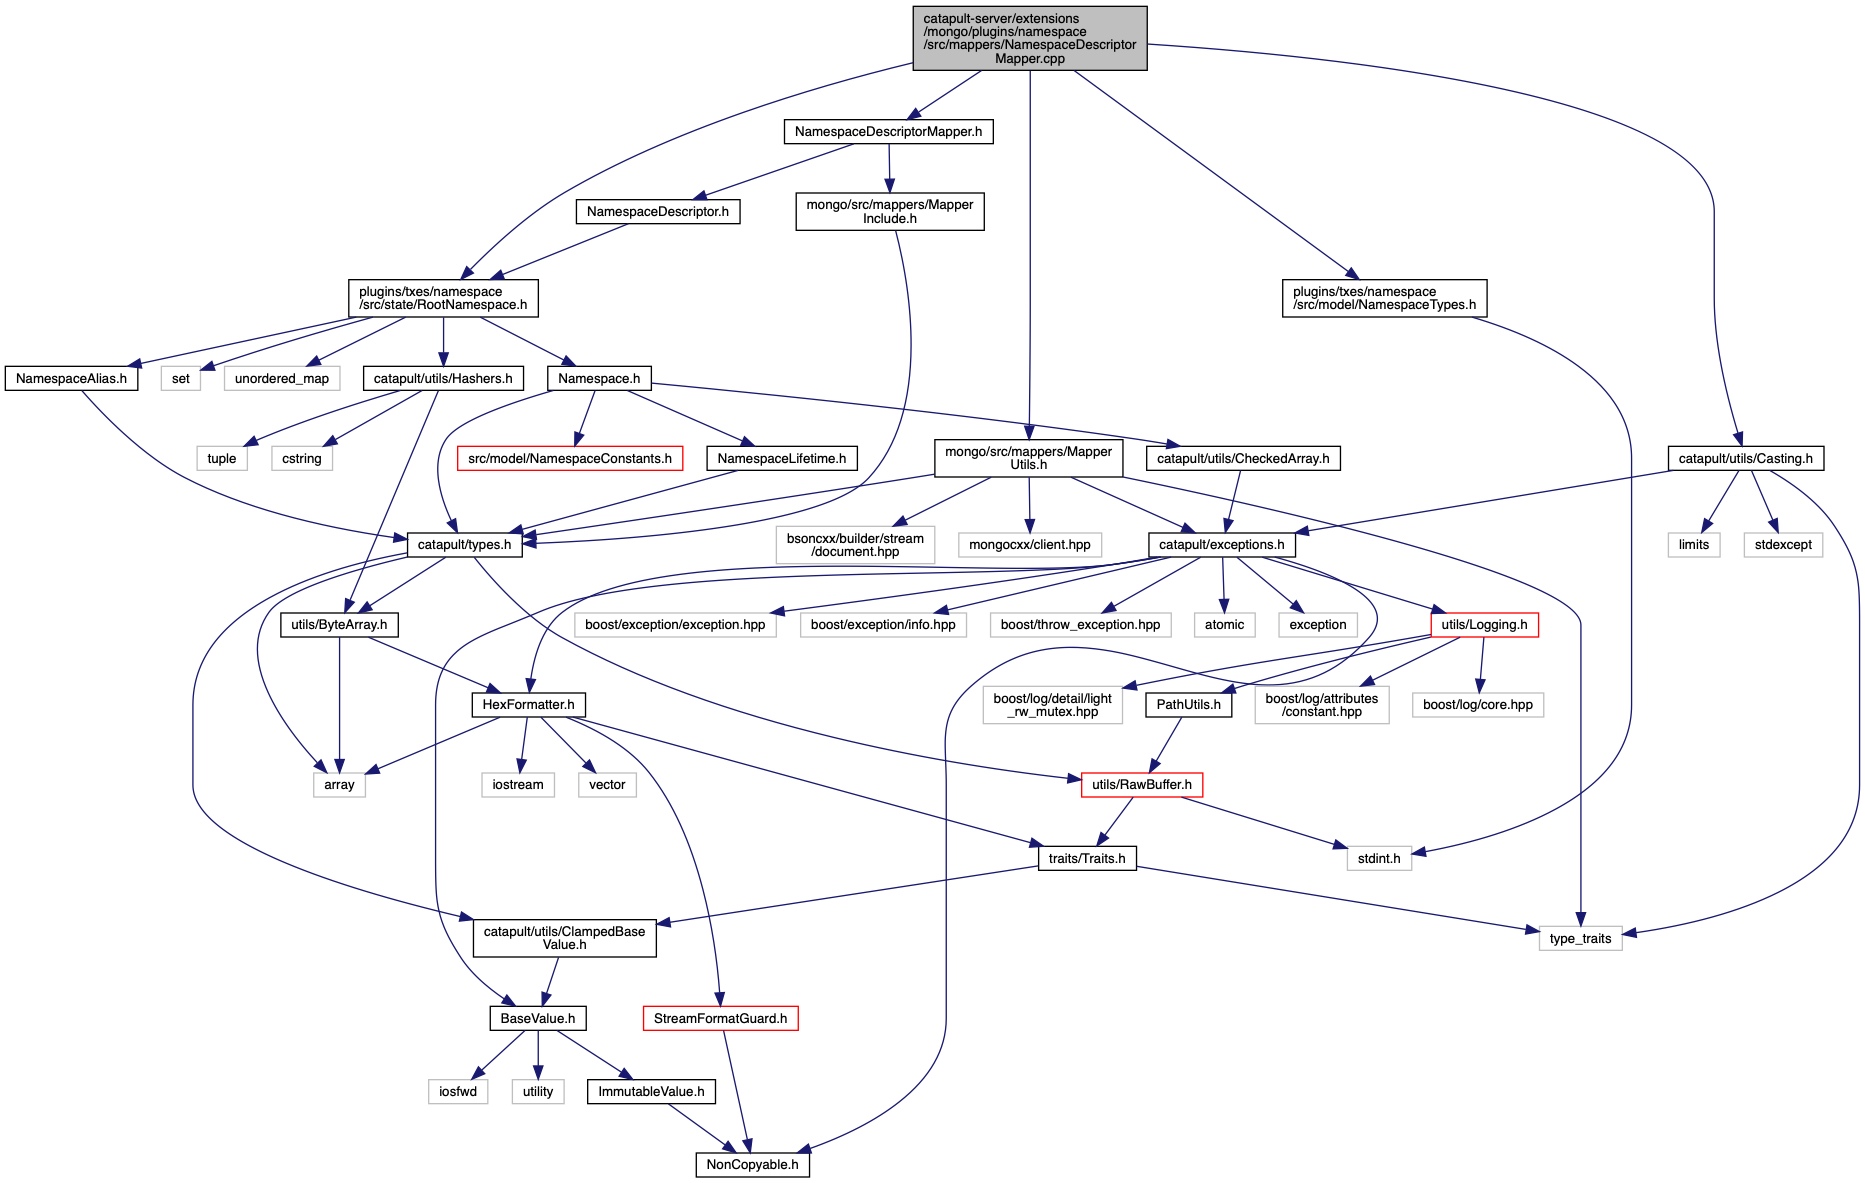 catapult-server/extensions
/mongo/plugins/namespace
/src/mappers/NamespaceDescriptor
Mapper.cpp
NamespaceDescriptorMapper.h
NamespaceDescriptor.h
mongo/src/mappers/Mapper
Include.h
plugins/txes/namespace
/src/state/RootNamespace.h
plugins/txes/namespace
/src/model/NamespaceTypes.h
NamespaceAlias.h
set
unordered_map
catapult/utils/Hashers.h
Namespace.h
tuple
cstring
src/model/NamespaceConstants.h
NamespaceLifetime.h
mongo/src/mappers/Mapper
Utils.h
catapult/utils/CheckedArray.h
catapult/utils/Casting.h
catapult/types.h
bsoncxx/builder/stream
/document.hpp
mongocxx/client.hpp
catapult/exceptions.h
limits
stdexcept
utils/ByteArray.h
boost/exception/exception.hpp
boost/exception/info.hpp
boost/throw_exception.hpp
atomic
exception
utils/Logging.h
HexFormatter.h
boost/log/detail/light
_rw_mutex.hpp
PathUtils.h
boost/log/attributes
/constant.hpp
boost/log/core.hpp
array
iostream
vector
utils/RawBuffer.h
traits/Traits.h
stdint.h
catapult/utils/ClampedBase
Value.h
type_traits
BaseValue.h
StreamFormatGuard.h
iosfwd
utility
ImmutableValue.h
NonCopyable.h